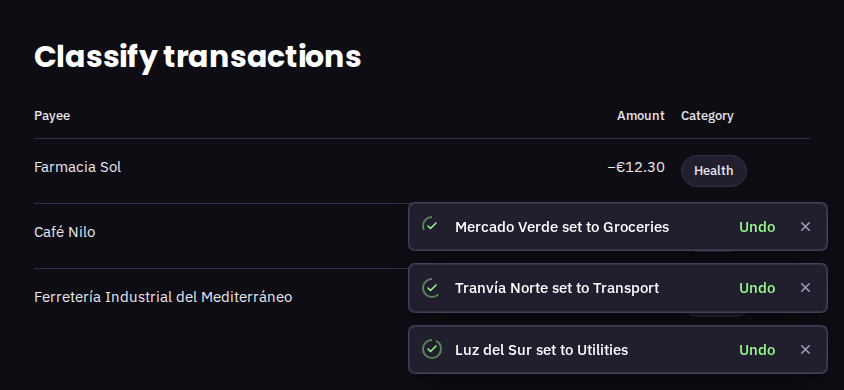 Classify transactions
Payee Amount Category
Farmacia Sol −€12.30 Health
Café Nilo
Mercado Verde set to Groceries Undo
Ferretería Industrial del Mediterráneo
Tranvía Norte set to Transport Undo
Luz del Sur set to Utilities Undo